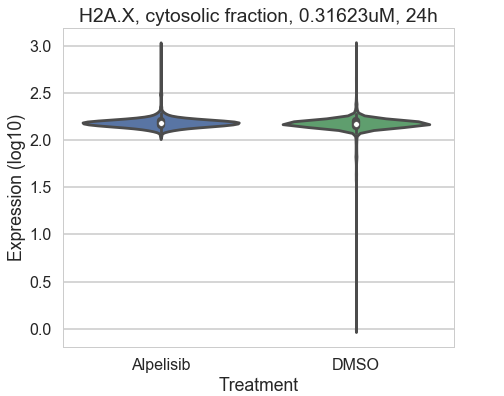 H2A.X, cytosolic fraction, 0.31623uM, 24h
Expression (log10)
3.0
2.5
2.0
1.5
1.0
0.5
0.0
Alpelisib DMSO
Treatment